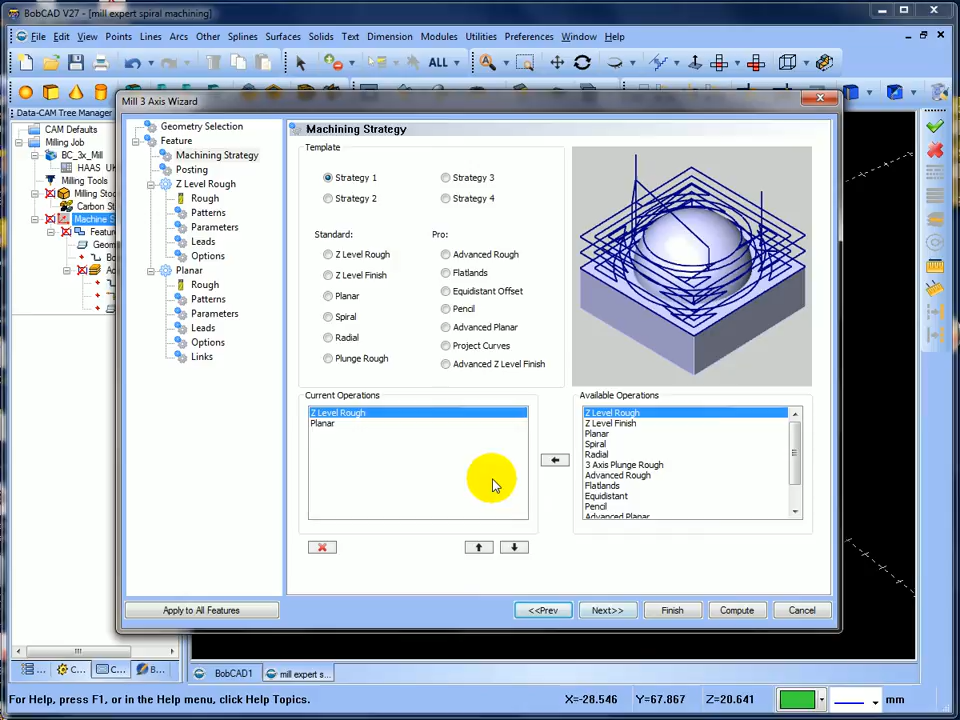 BobCAD V27 - [mill expert spiral machining]
File Edit View Points Lines Arcs Other Splines Surfaces Solids Text Dimension Modules Utilities Preferences Window Help
ALL
Data-CAM Tree Manager
CAM Defaults
Milling Job
BC_3x_Mill
HAAS
Milling Tools
Milling
Carbon
Machine
Feature
Mill 3 Axis Wizard
Geometry Selection
Feature
Machining Strategy
Posting
Z Level Rough
Rough
Patterns
Parameters
Leads
Options
Planar
Rough
Patterns
Parameters
Leads
Options
Links
Machining Strategy
Template
Strategy 1
Strategy 3
Strategy 2
Strategy 4
Standard:
Pro:
Z Level Rough
Advanced Rough
Z Level Finish
Flatlands
Planar
Equidistant Offset
Spiral
Pencil
Radial
Advanced Planar
Plunge Rough
Project Curves
Advanced Z Level Finish
Current Operations
Z Level Rough
Planar
Available Operations
Z Level Rough
Z Level Finish
Planar
Spiral
Radial
3 Axis Plunge Rough
Advanced Rough
Flatlands
Equidistant
Pencil
Advanced Planar
Apply to All Features
<<Prev
Next>>
Finish
Compute
Cancel
C...
C...
B...
BobCAD1
mill expert s...
For Help, press F1, or in the Help menu, click Help Topics.
X=-28.546 Y=67.867 Z=20.641
mm